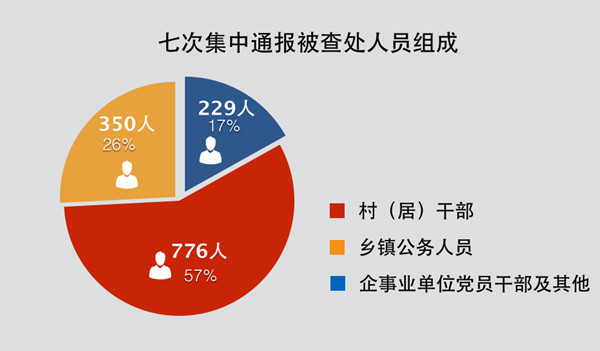 七次集中通报被查处人员组成
350人
26%
229人
17%
776人
57%
村（居）干部
乡镇公务人员
企事业单位党员干部及其他